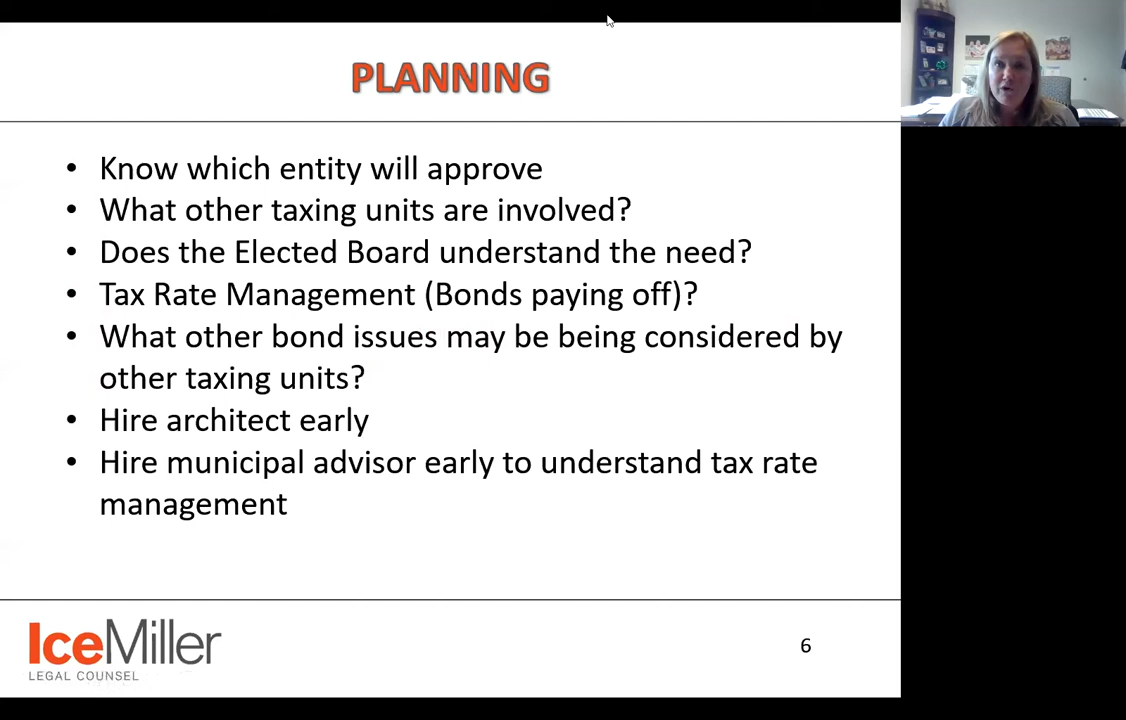 PLANNING
• Know which entity will approve
• What other taxing units are involved?
• Does the Elected Board understand the need?
• Tax Rate Management (Bonds paying off)?
• What other bond issues may be being considered by
other taxing units?
• Hire architect early
• Hire municipal advisor early to understand tax rate
management
IceMiller
LEGAL COUNSEL
6